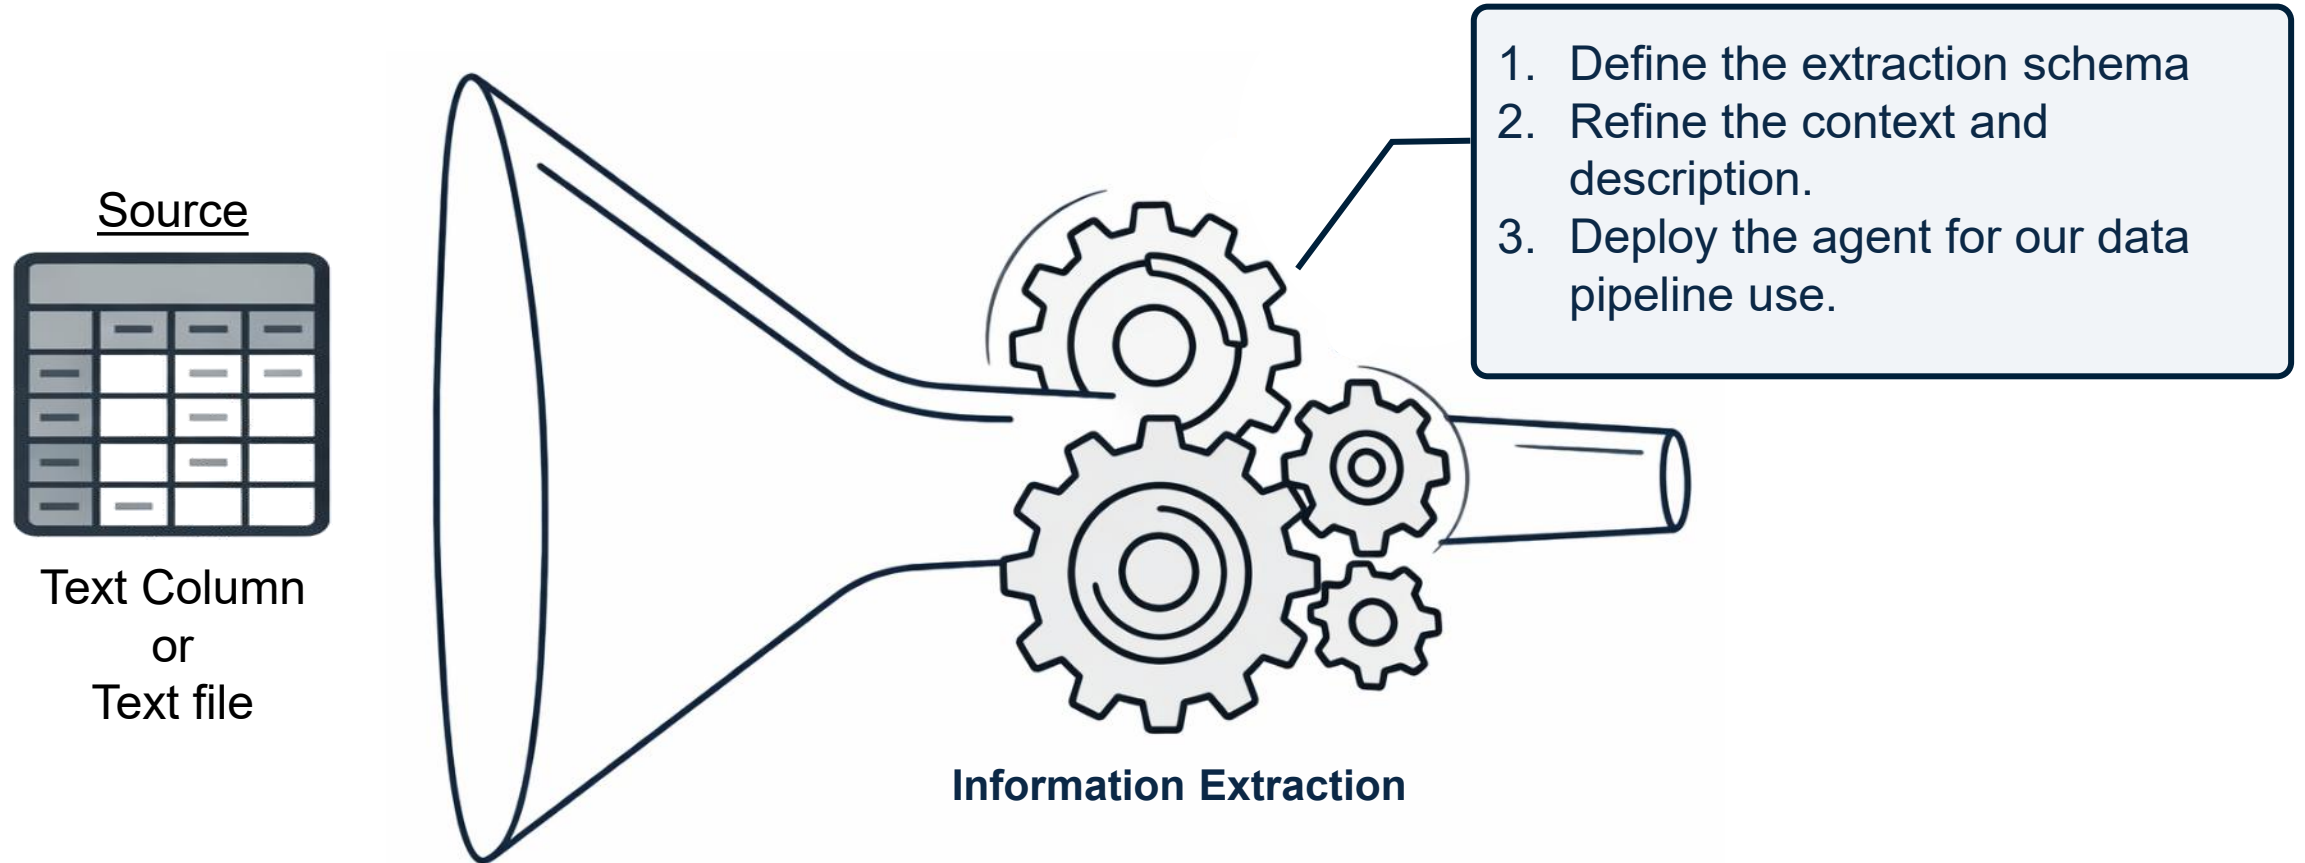 Source
Text Column
or
Text file
Information Extraction
1. Define the extraction schema
2. Refine the context and
description.
3. Deploy the agent for our data
pipeline use.